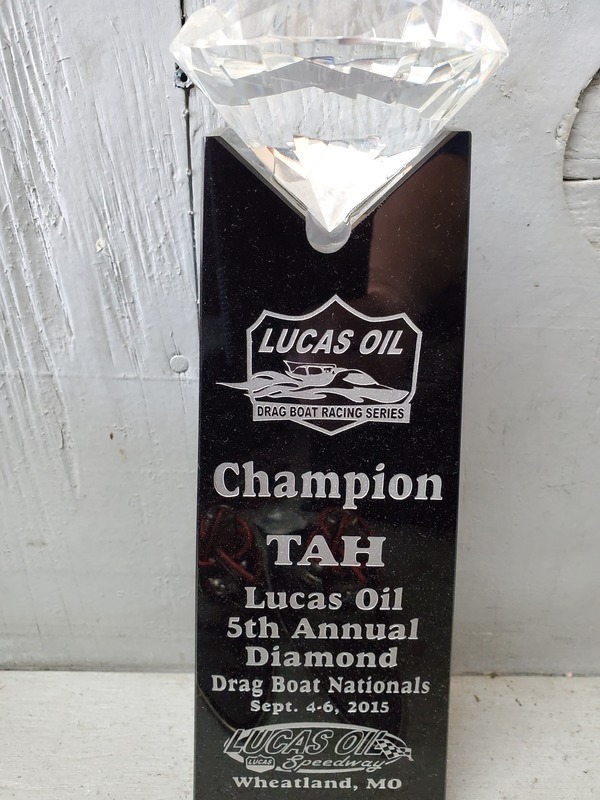 LUCAS OIL
DRAG BOAT RACING SERIES
Champion
TAH
Lucas Oil
5th Annual
Diamond
Drag Boat Nationals
Sept. 4-6, 2015
LUCAS OIL
LUCAS Speedway
Wheatland, MO